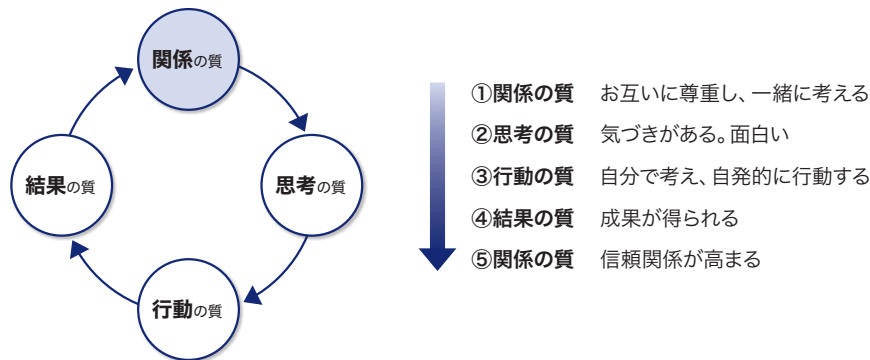 関係の質
思考の質
結果の質
行動の質
①関係の質 お互いに尊重し、一緒に考える
②思考の質 気づきがある。面白い
③行動の質 自分で考え、自発的に行動する
④結果の質 成果が得られる
⑤関係の質 信頼関係が高まる